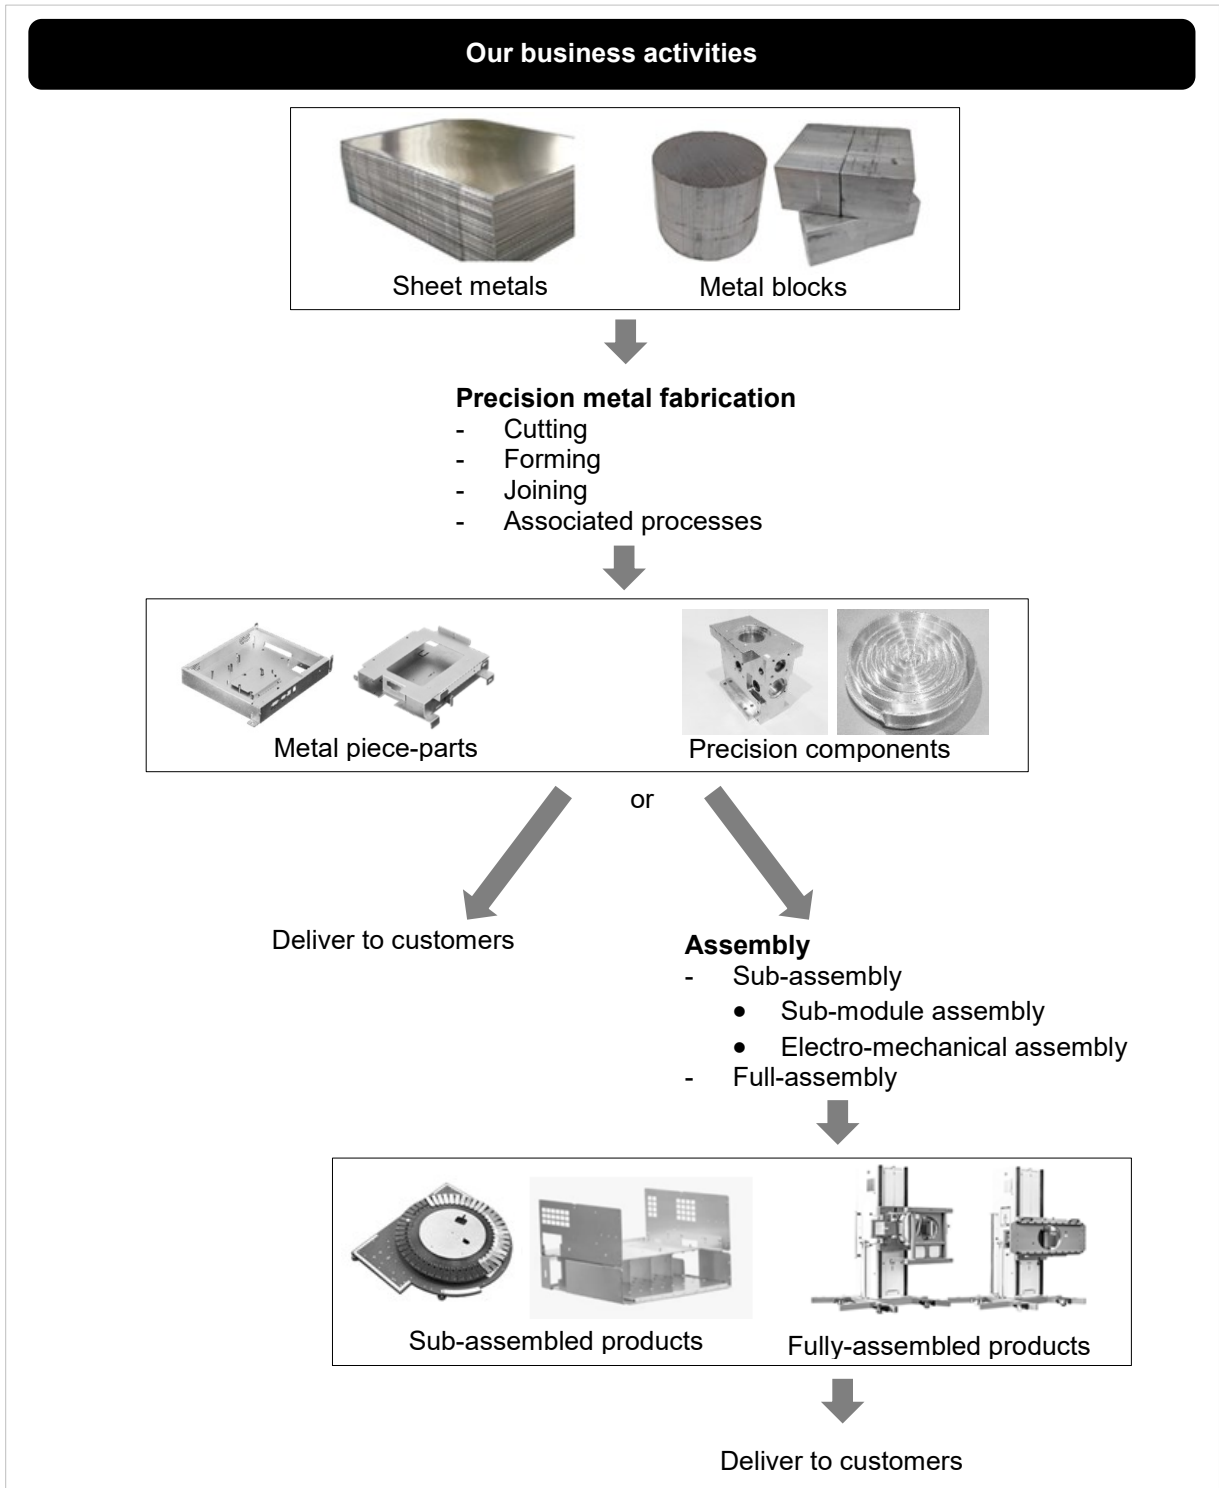 Our business activities
Sheet metals
Metal blocks
Precision metal fabrication
- Cutting
- Forming
- Joining
- Associated processes
Metal piece-parts
Precision components
or
Deliver to customers
Assembly
- Sub-assembly
• Sub-module assembly
• Electro-mechanical assembly
- Full-assembly
Sub-assembled products
Fully-assembled products
Deliver to customers